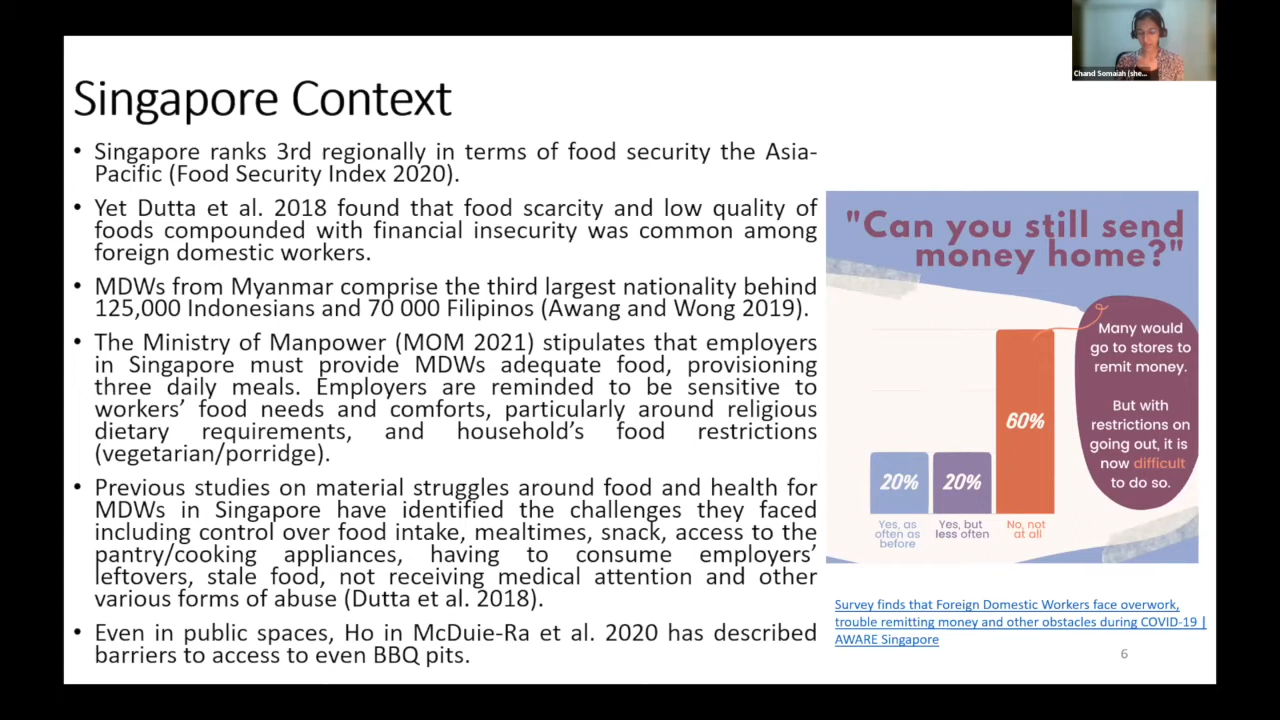 Chand Somaiah (she...
Singapore Context
• Singapore ranks 3rd regionally in terms of food security the Asia-
Pacific (Food Security Index 2020).
• Yet Dutta et al. 2018 found that food scarcity and low quality of
foods compounded with financial insecurity was common among
foreign domestic workers.
• MDWs from Myanmar comprise the third largest nationality behind
125,000 Indonesians and 70 000 Filipinos (Awang and Wong 2019).
• The Ministry of Manpower (MOM 2021) stipulates that employers
in Singapore must provide MDWs adequate food, provisioning
three daily meals. Employers are reminded to be sensitive to
workers' food needs and comforts, particularly around religious
dietary requirements, and household's food restrictions
(vegetarian/porridge).
• Previous studies on material struggles around food and health for
MDWs in Singapore have identified the challenges they faced
including control over food intake, mealtimes, snack, access to the
pantry/cooking appliances, having to consume employers'
leftovers, stale food, not receiving medical attention and other
various forms of abuse (Dutta et al. 2018).
• Even in public spaces, Ho in McDuie-Ra et al. 2020 has described
barriers to access to even BBQ pits.
"Can you still send
money home?"
Many would
go to stores to
remit money.
But with
restrictions on
going out, it is
now difficult
to do so.
20%
20%
60%
Yes, as
often as
before
Yes, but
less often
No, not
at all
Survey finds that Foreign Domestic Workers face overwork,
trouble remitting money and other obstacles during COVID-19 |
AWARE Singapore
6